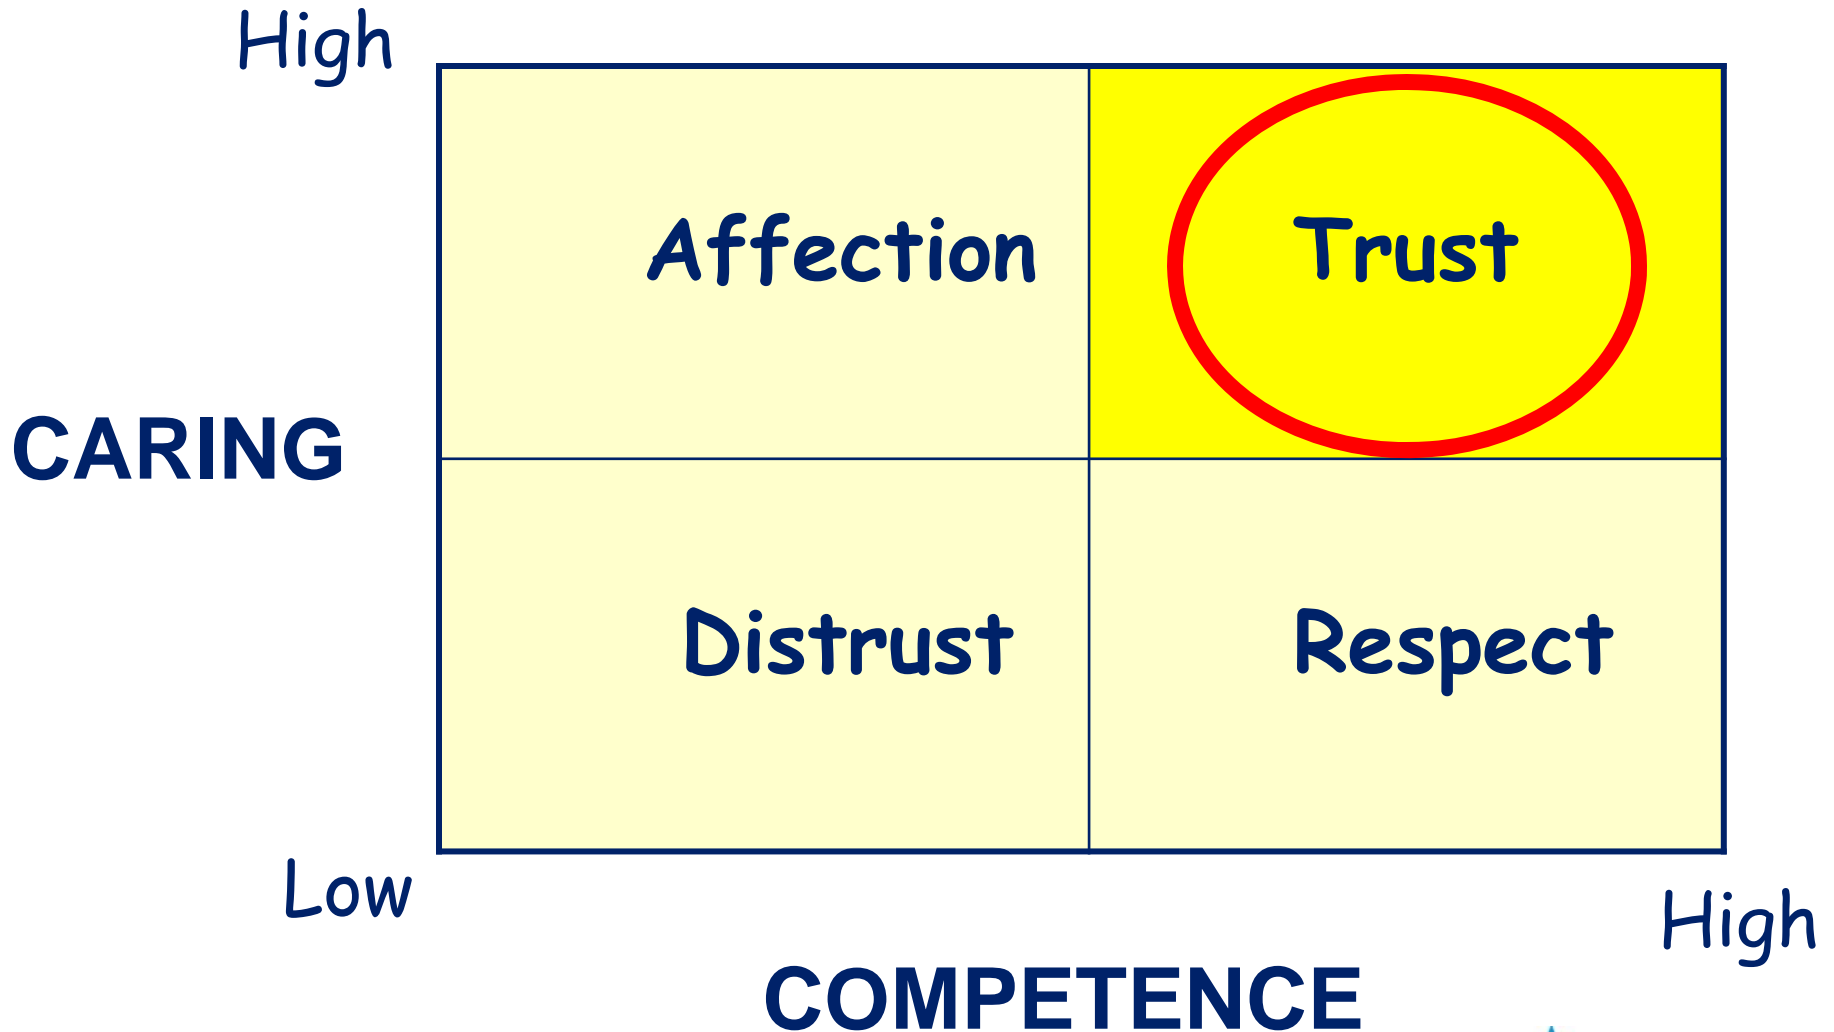 High
Affection
Trust
CARING
Distrust
Respect
Low
High
COMPETENCE